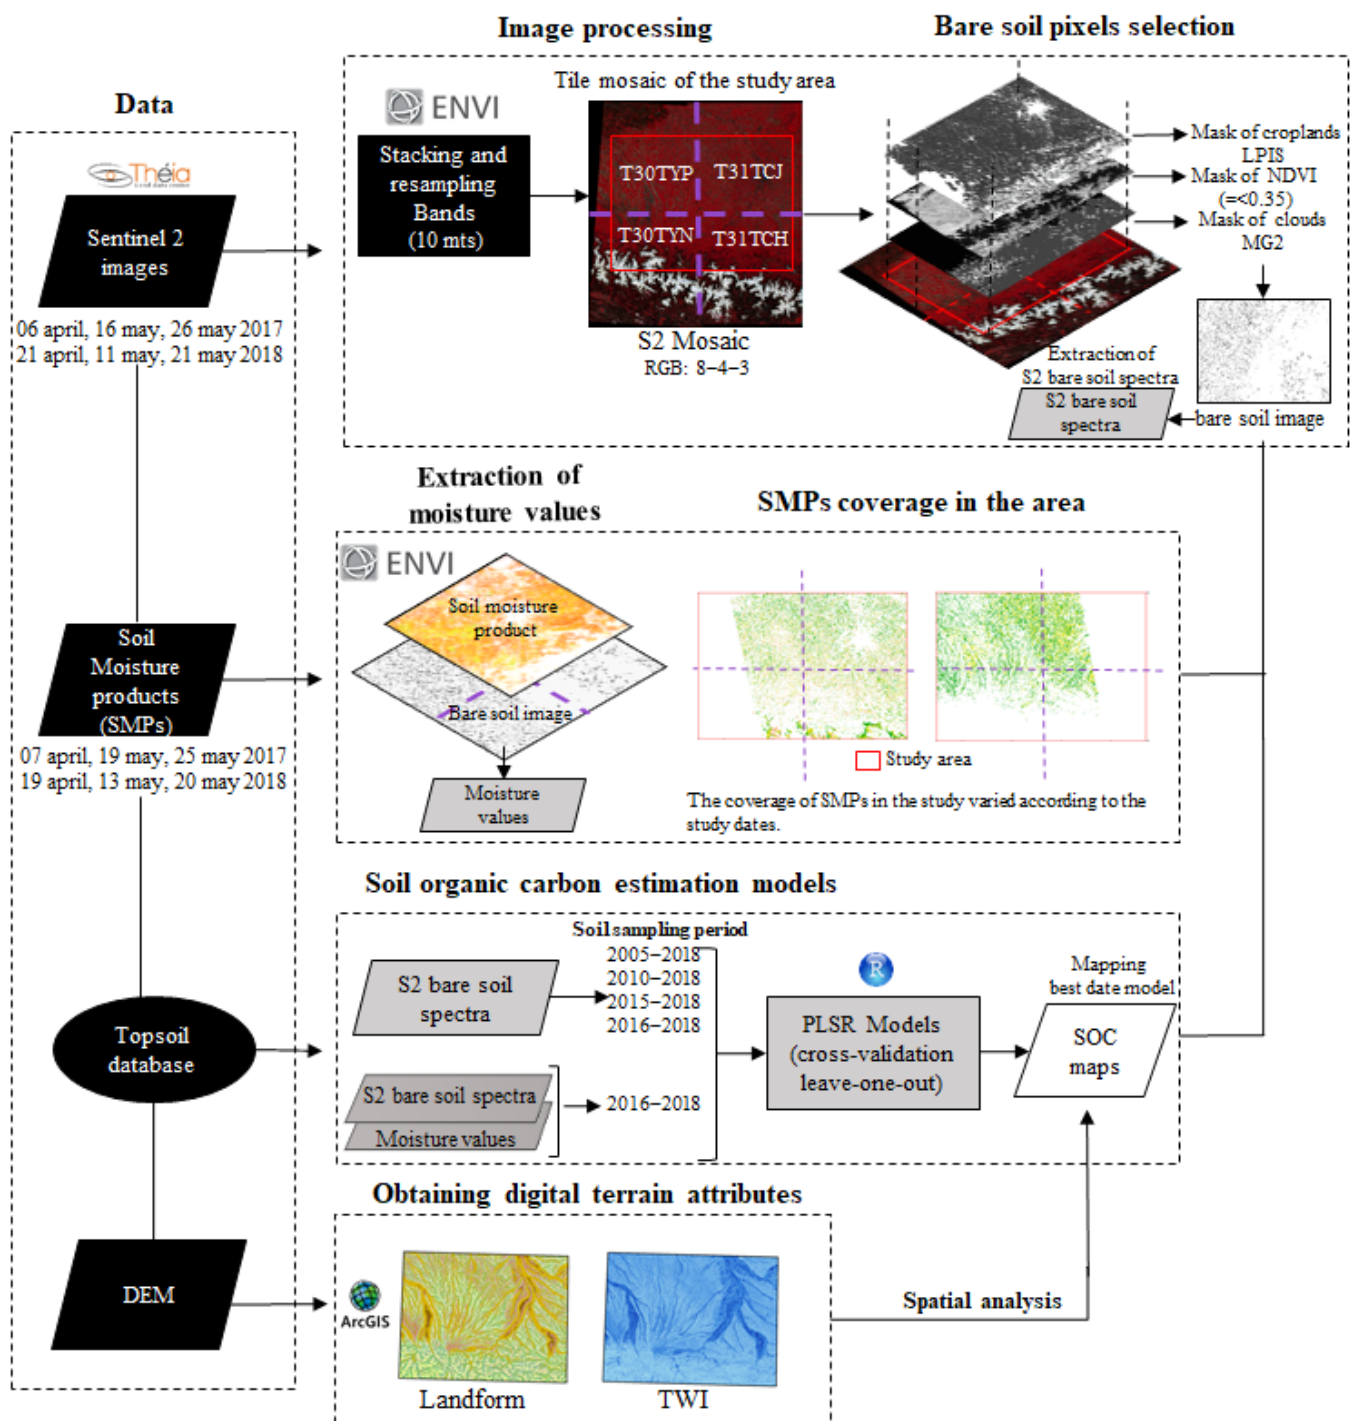 Image processing
Bare soil pixels selection
Data
Théia
ENVI
Stacking and
resampling
Bands
(10 mts)
Tile mosaic of the study area
T30TYP
T31TCJ
T30TYN
T31TCH
S2 Mosaic
RGB: 8–4–3
Mask of croplands
LPIS
Mask of NDVI
(=<0.35)
Mask of clouds
MG2
Extraction of
S2 bare soil spectra
S2 bare soil
spectra
bare soil image
Sentinel 2
images
06 april, 16 may, 26 may 2017
21 april, 11 may, 21 may 2018
Extraction of
moisture values
SMPs coverage in the area
ENVI
Soil moisture
product
Bare soil image
Moisture
values
Study area
The coverage of SMPs in the study varied according to the
study dates.
Soil
Moisture
products
(SMPs)
07 april, 19 may, 25 may 2017
19 april, 13 may, 20 may 2018
Soil organic carbon estimation models
Soil sampling period
2005–2018
2010–2018
2015–2018
2016–2018
S2 bare soil
spectra
S2 bare soil spectra
Moisture values
2016–2018
R
PLSR Models
(cross-validation
leave-one-out)
Mapping
best date model
SOC
maps
Topsoil
database
Obtaining digital terrain attributes
DEM
ArcGIS
Landform
TWI
Spatial analysis